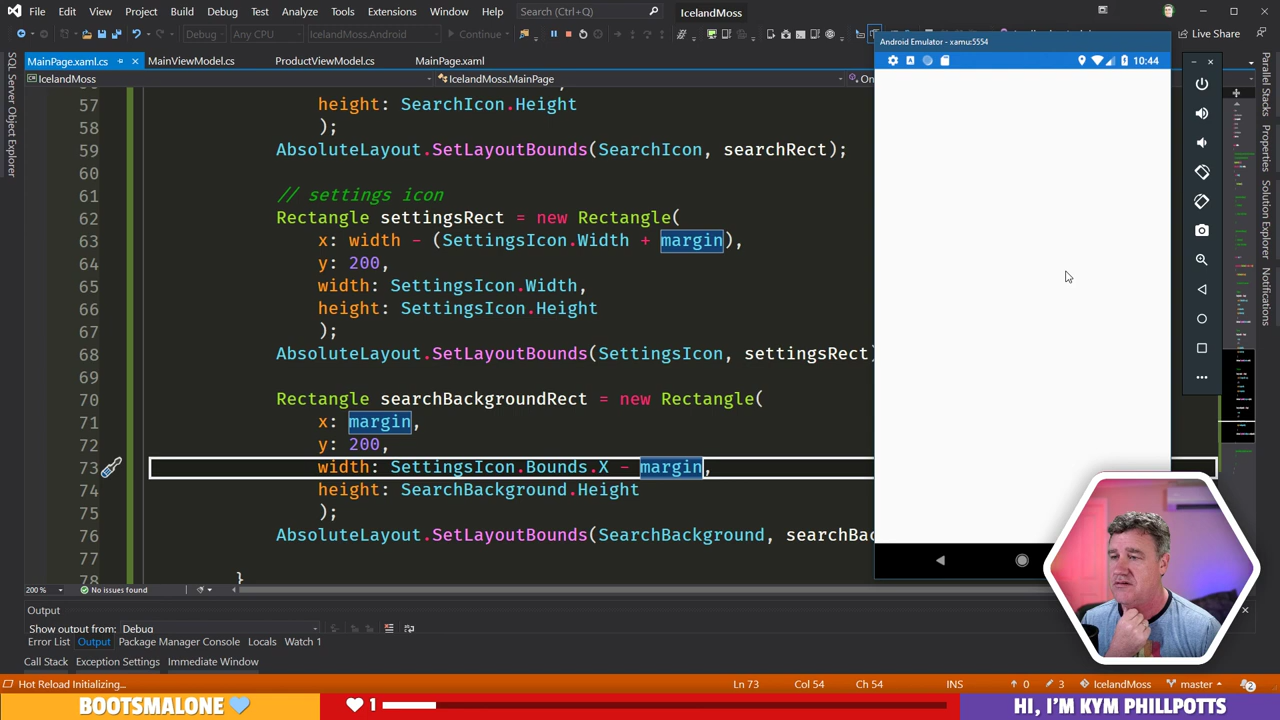 File Edit View Git Project Build Debug Test Analyze Tools Extensions Window Help Search (Ctrl+Q) IcelandMoss
Debug Any CPU IcelandMoss.Android Continue Live Share
MainPage.xaml.cs MainViewModel.cs ProductViewModel.cs MainPage.xaml
IcelandMoss IcelandMoss.MainPage On
57 height: SearchIcon.Height
58 );
59 AbsoluteLayout.SetLayoutBounds(SearchIcon, searchRect);
60
61 // settings icon
62 Rectangle settingsRect = new Rectangle(
63 x: width - (SettingsIcon.Width + margin),
64 y: 200,
65 width: SettingsIcon.Width,
66 height: SettingsIcon.Height
67 );
68 AbsoluteLayout.SetLayoutBounds(SettingsIcon, settingsRect)
69
70 Rectangle searchBackgroundRect = new Rectangle(
71 x: margin,
72 y: 200,
73 width: SettingsIcon.Bounds.X - margin,
74 height: SearchBackground.Height
75 );
76 AbsoluteLayout.SetLayoutBounds(SearchBackground, searchBac
77
78 }
SQL Server Object Explorer
Android Emulator - xamu:5554
10:44
Parallel Stacks
Properties
Solution Explorer
Notifications
200 % No issues found
Output
Show output from: Debug
Error List Output Package Manager Console Locals Watch 1
Call Stack Exception Settings Immediate Window
Hot Reload Initializing... Ln 73 Col 54 Ch 54 INS 0 3 IcelandMoss master 2
BOOTSMALONE 1 HI, I'M KYM PHILLPOTTS